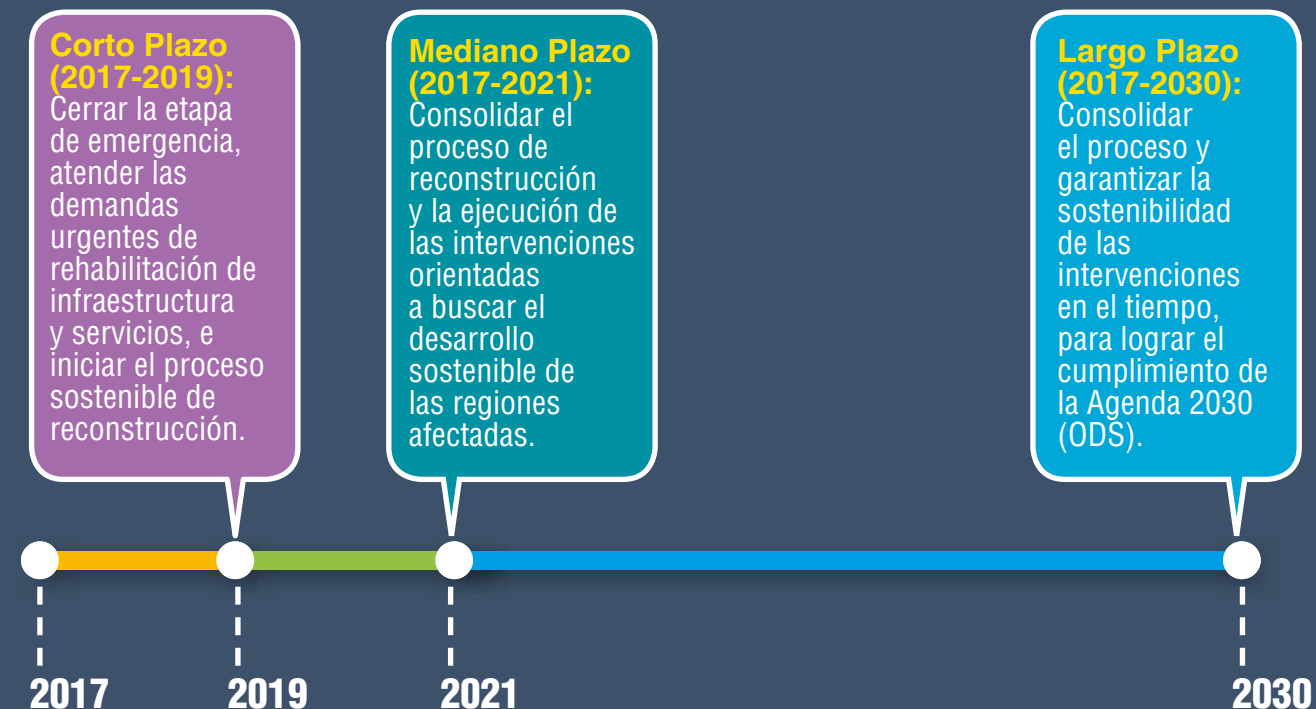 Corto Plazo
(2017-2019):
Cerrar la etapa
de emergencia,
atender las
demandas
urgentes de
rehabilitación de
infraestructura
y servicios, e
iniciar el proceso
sostenible de
reconstrucción.
Mediano Plazo
(2017-2021):
Consolidar el
proceso de
reconstrucción
y la ejecución de
las intervenciones
orientadas
a buscar el
desarrollo
sostenible de
las regiones
afectadas.
Largo Plazo
(2017-2030):
Consolidar
el proceso y
garantizar la
sostenibilidad
de las
intervenciones
en el tiempo,
para lograr el
cumplimiento de
la Agenda 2030
(ODS).
2017
2019
2021
2030